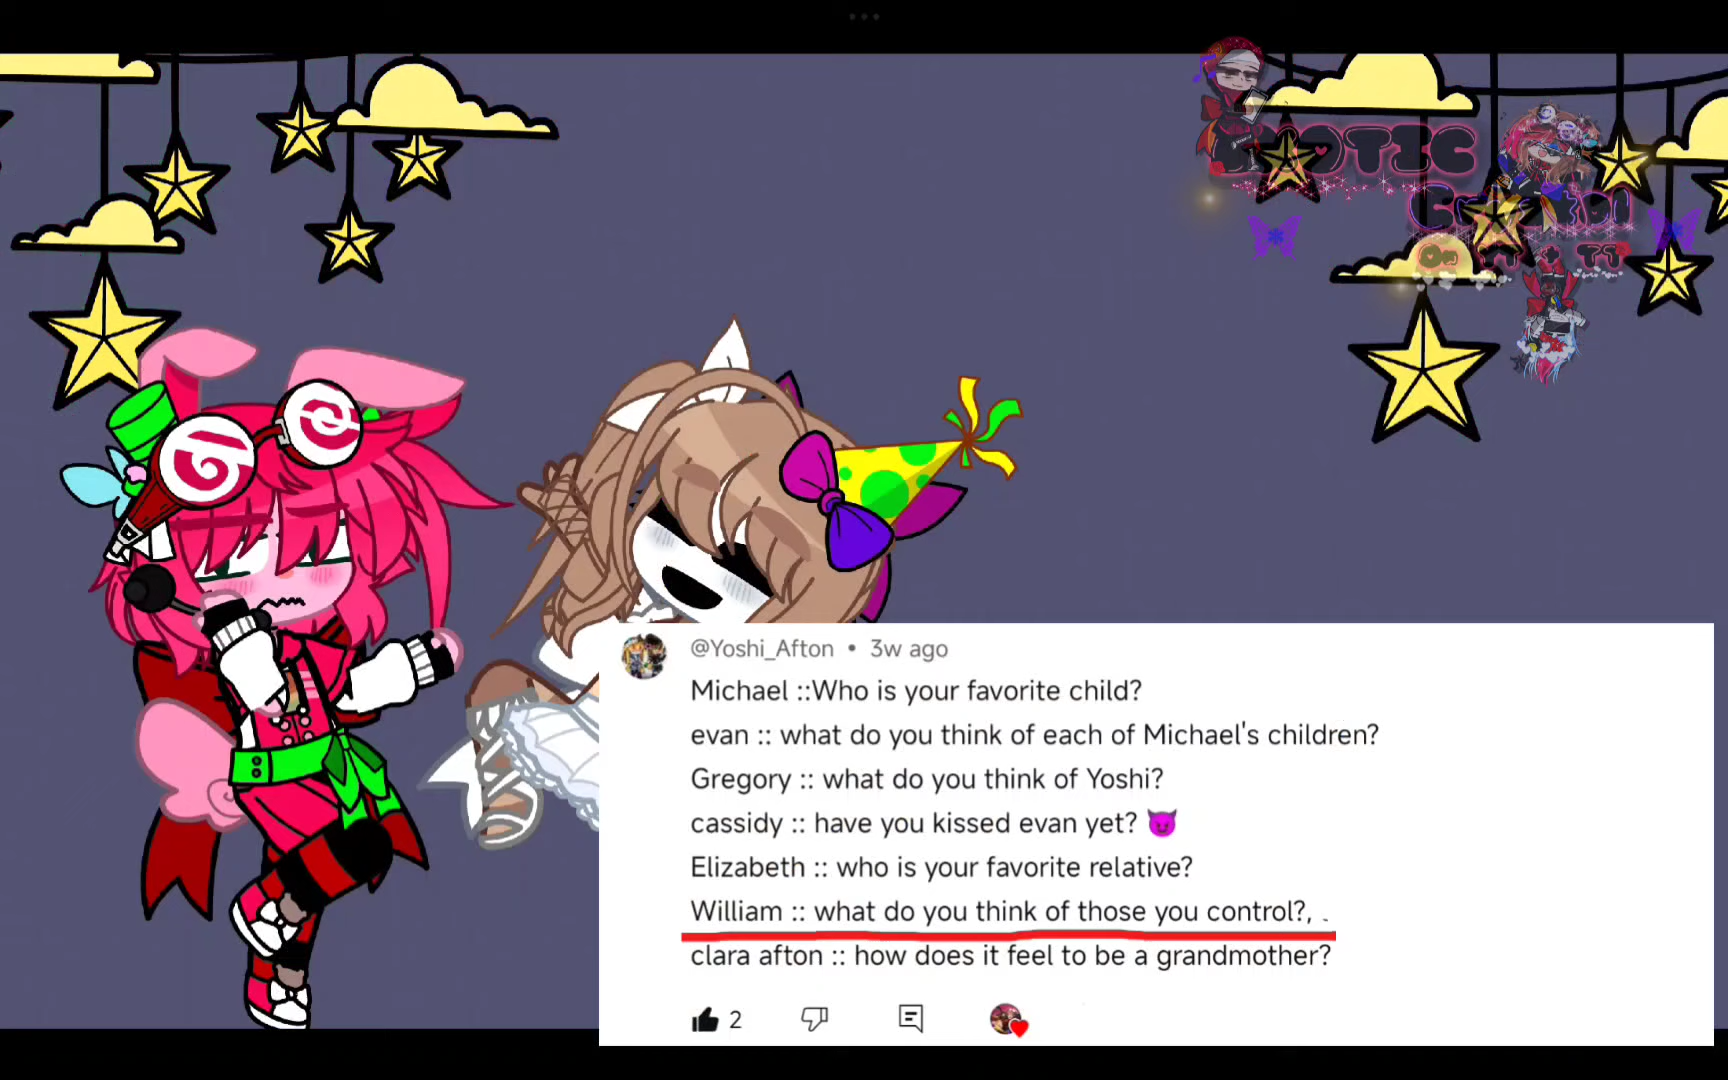 @Yoshi_Afton • 3w ago
Michael ::Who is your favorite child?
evan :: what do you think of each of Michael's children?
Gregory :: what do you think of Yoshi?
cassidy :: have you kissed evan yet? 😈
Elizabeth :: who is your favorite relative?
William :: what do you think of those you control?, .
clara afton :: how does it feel to be a grandmother?
2